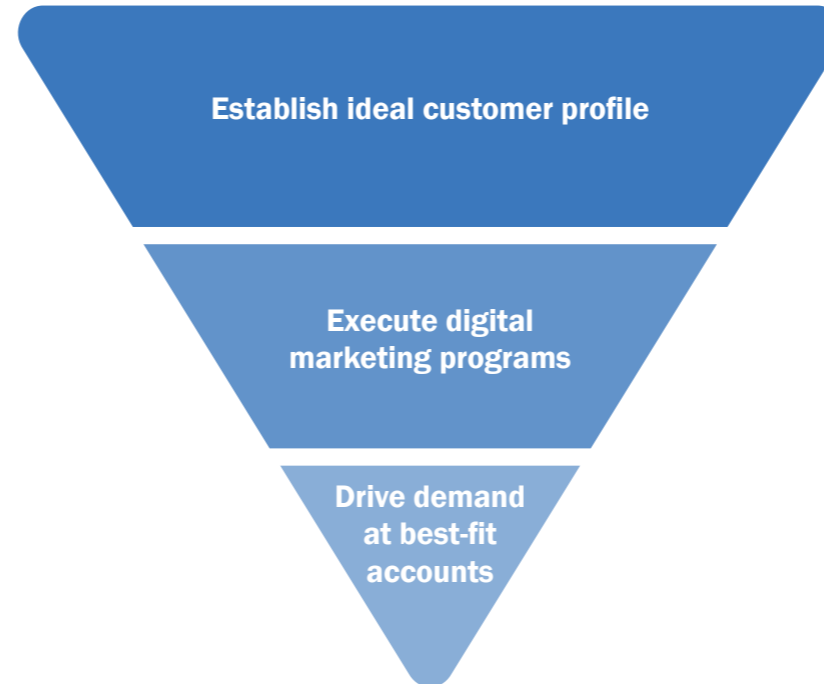 Establish ideal customer profile
Execute digital
marketing programs
Drive demand
at best-fit
accounts